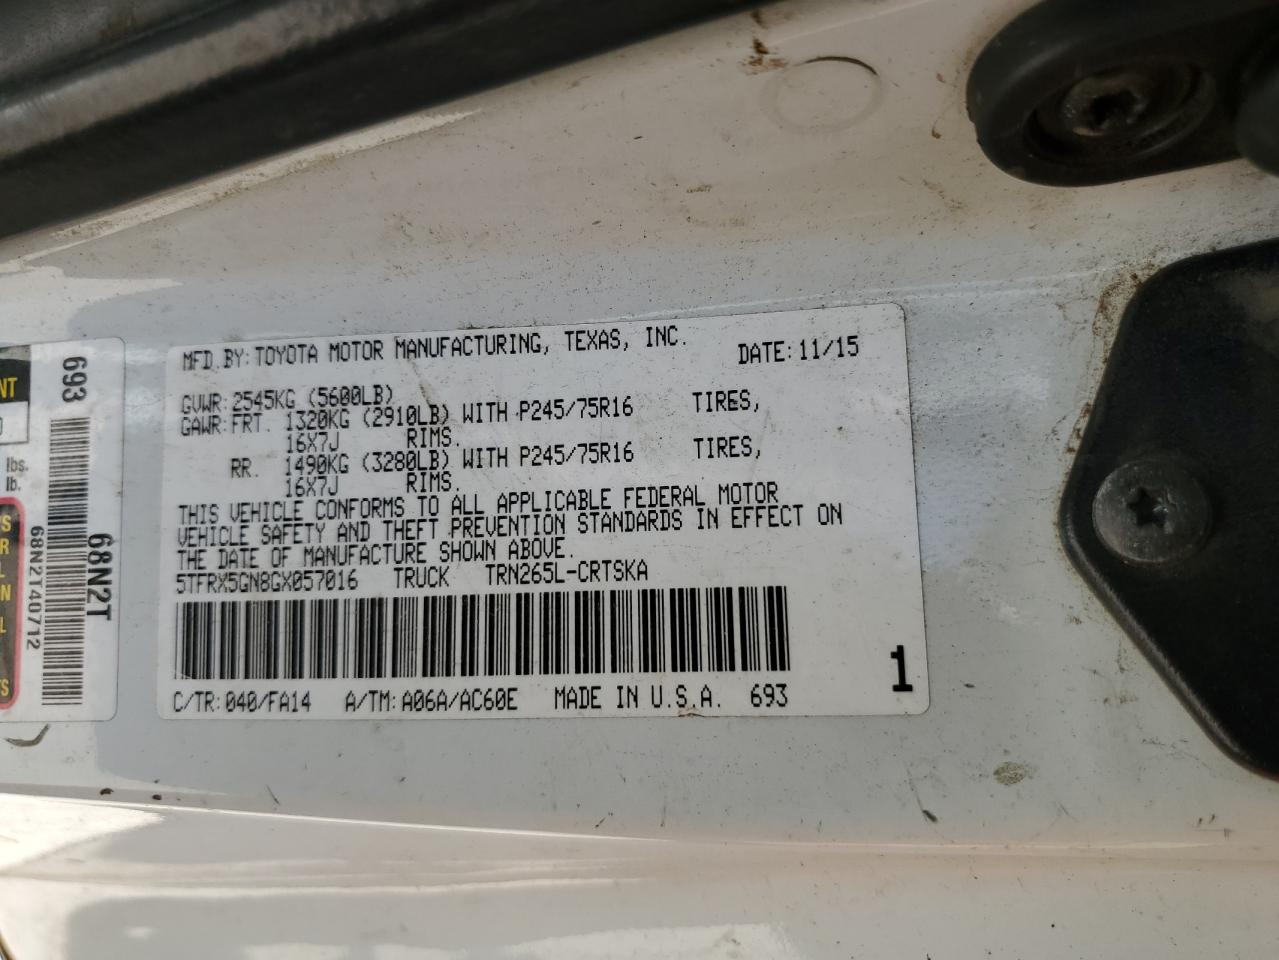 MFD.BY: TOYOTA MOTOR MANUFACTURING, TEXAS, INC. DATE: 11/15
GVWR: 2545KG (5600LB)
GAWR: FRT. 1320KG (2910LB) WITH P245/75R16 TIRES,
16X7J RIMS.
RR. 1490KG (3280LB) WITH P245/75R16 TIRES,
16X7J RIMS.
THIS VEHICLE CONFORMS TO ALL APPLICABLE FEDERAL MOTOR
VEHICLE SAFETY AND THEFT PREVENTION STANDARDS IN EFFECT ON
THE DATE OF MANUFACTURE SHOWN ABOVE.
5TFRX5GN8GX057016 TRUCK TRN265L-CRTSKA
C/TR: 040/FA14 A/TM: A06A/AC60E MADE IN U.S.A. 693
1
693
68N2T
68N2140712
NT
lbs.
lb.